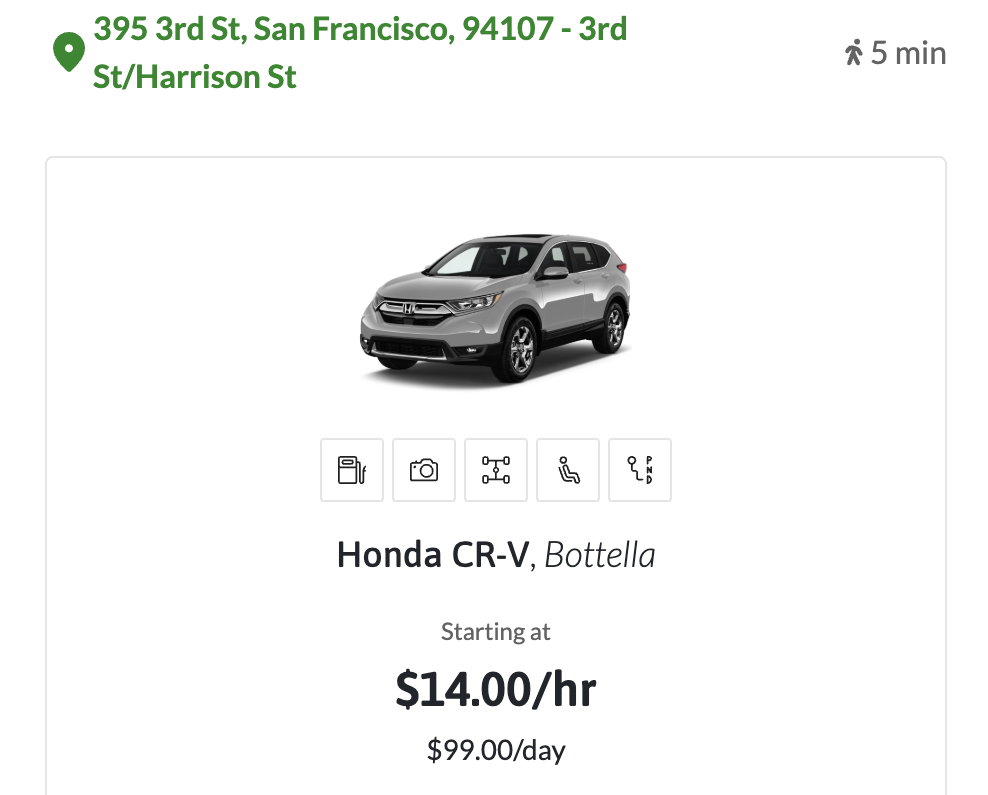 395 3rd St, San Francisco, 94107 - 3rd
St/Harrison St
5 min
P
N
D
Honda CR-V, Bottella
Starting at
$14.00/hr
$99.00/day